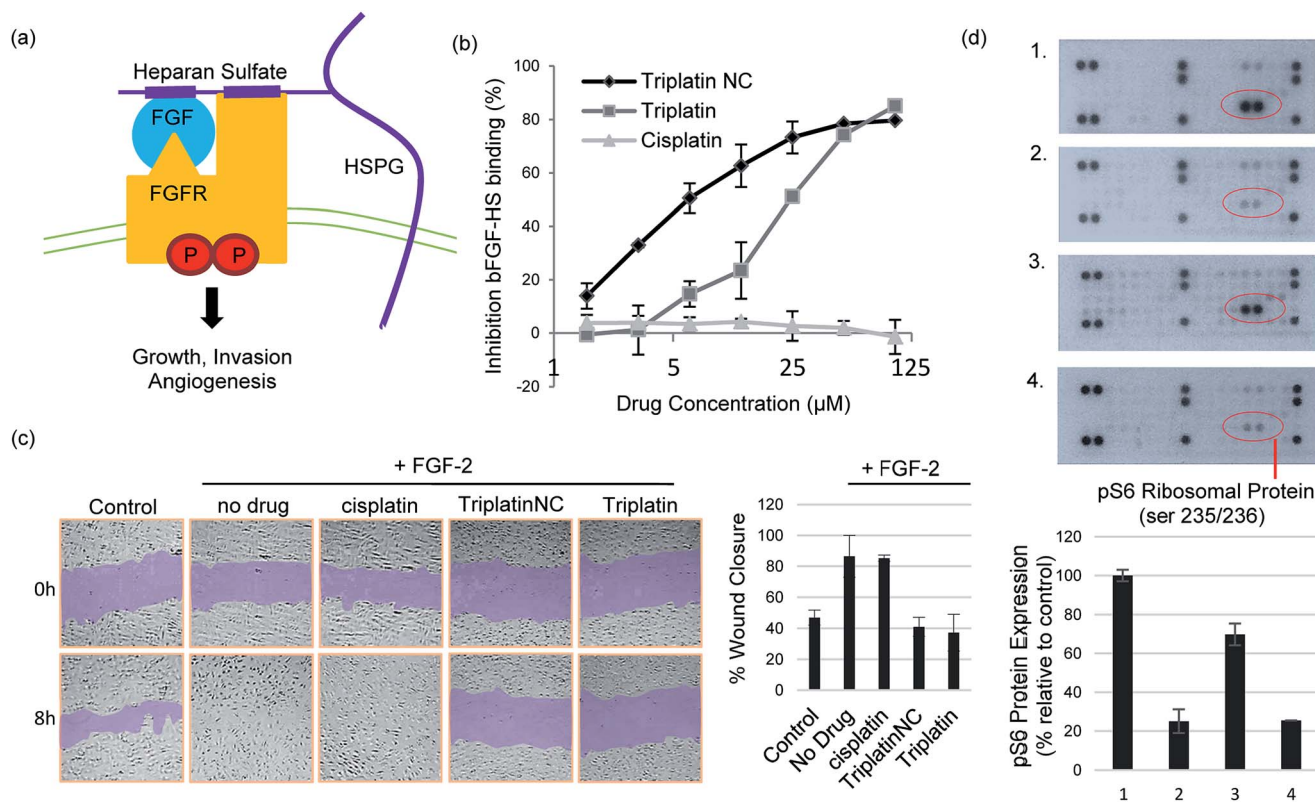 (a)
Heparan Sulfate
FGF
FGFR
HSPG
P P
Growth, Invasion
Angiogenesis
(b)
Inhibition bFGF-HS binding (%)
100
80
60
40
20
0
-20
1 5 25 125
Drug Concentration (µM)
Triplatin NC
Triplatin
Cisplatin
(c)
+ FGF-2
Control no drug cisplatin TriplatinNC Triplatin
0h
8h
+ FGF-2
% Wound Closure
120
100
80
60
40
20
0
Control
No Drug
cisplatin
TriplatinNC
Triplatin
(d)
1.
2.
3.
4.
pS6 Ribosomal Protein
(ser 235/236)
pS6 Protein Expression
(% relative to control)
120
100
80
60
40
20
0
1 2 3 4